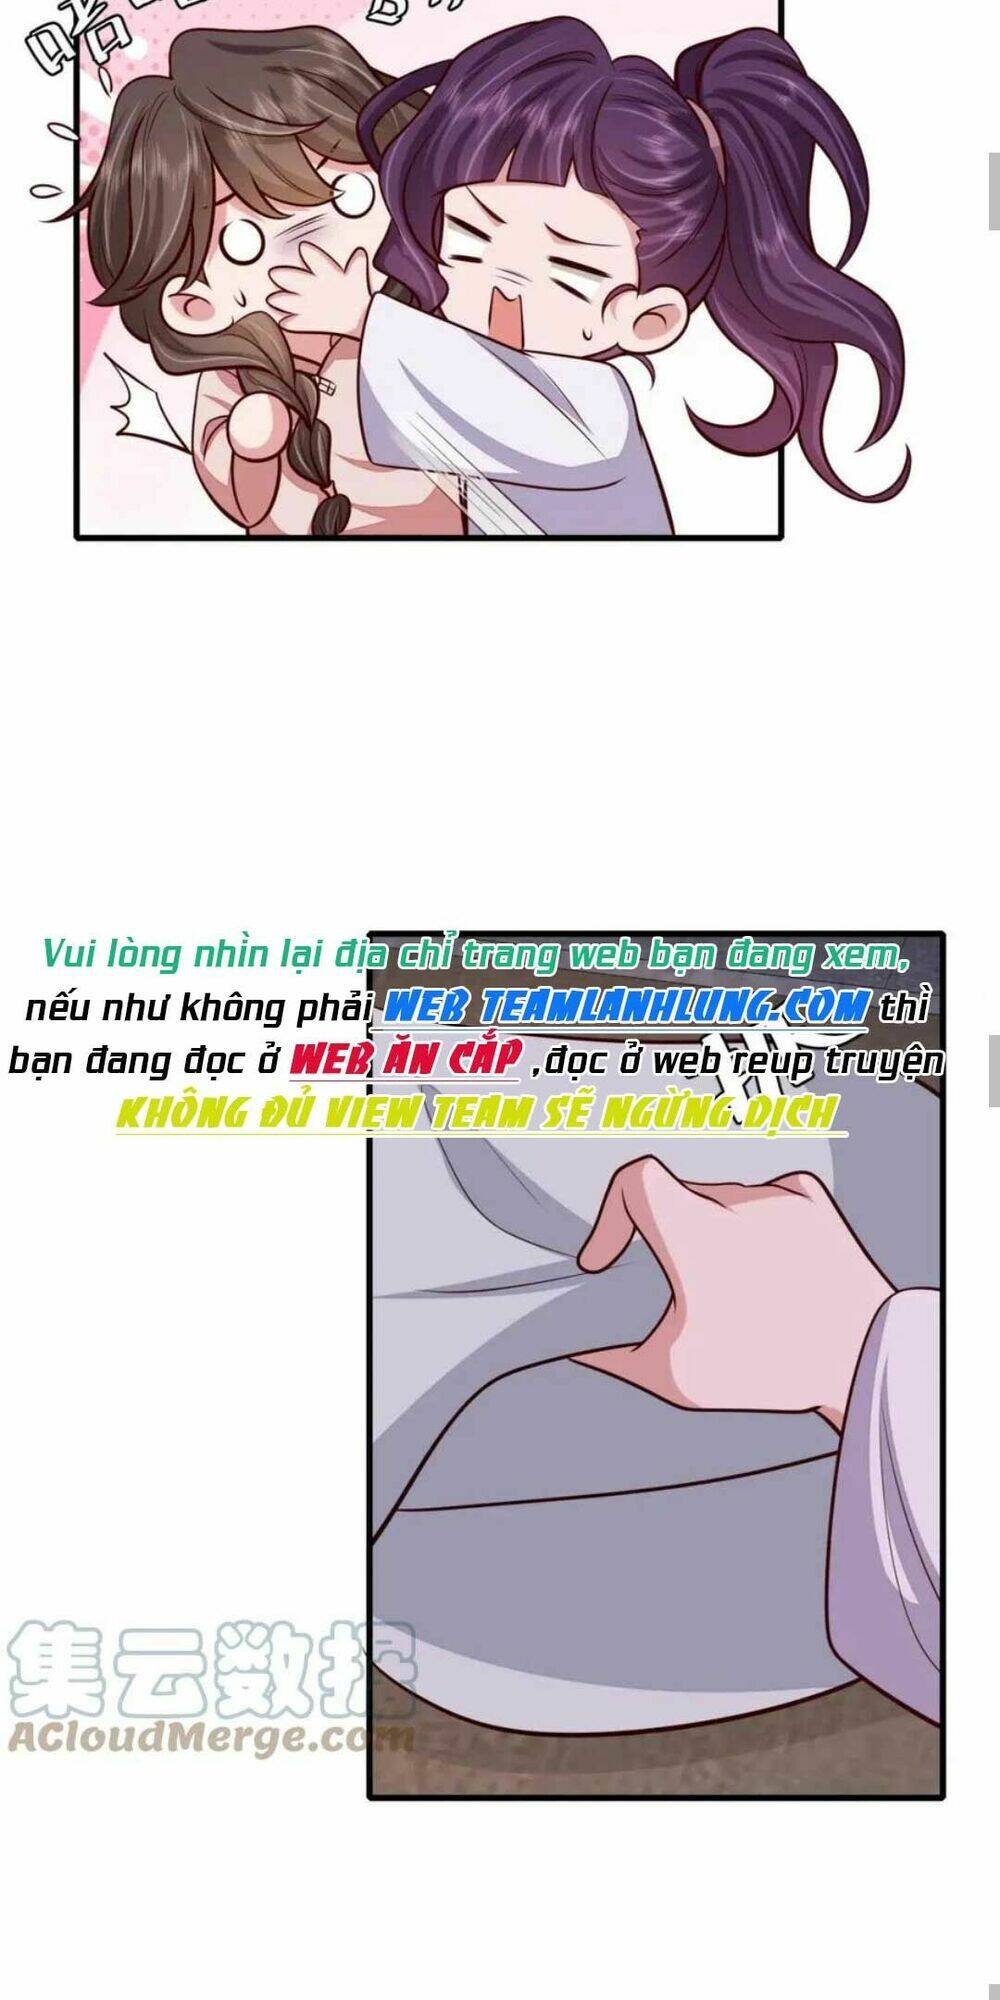 Vui lòng nhìn lại địa chỉ trang web bạn đang xem,
nếu như không phải WEB TEAMLANHLUNG.COM thì
bạn đang đọc ở WEB ĂN CẮP ,đọc ở web reup truyện
KHÔNG ĐỦ VIEW TEAM SẼ NGỪNG DỊCH
集云数据
ACloudMerge.com